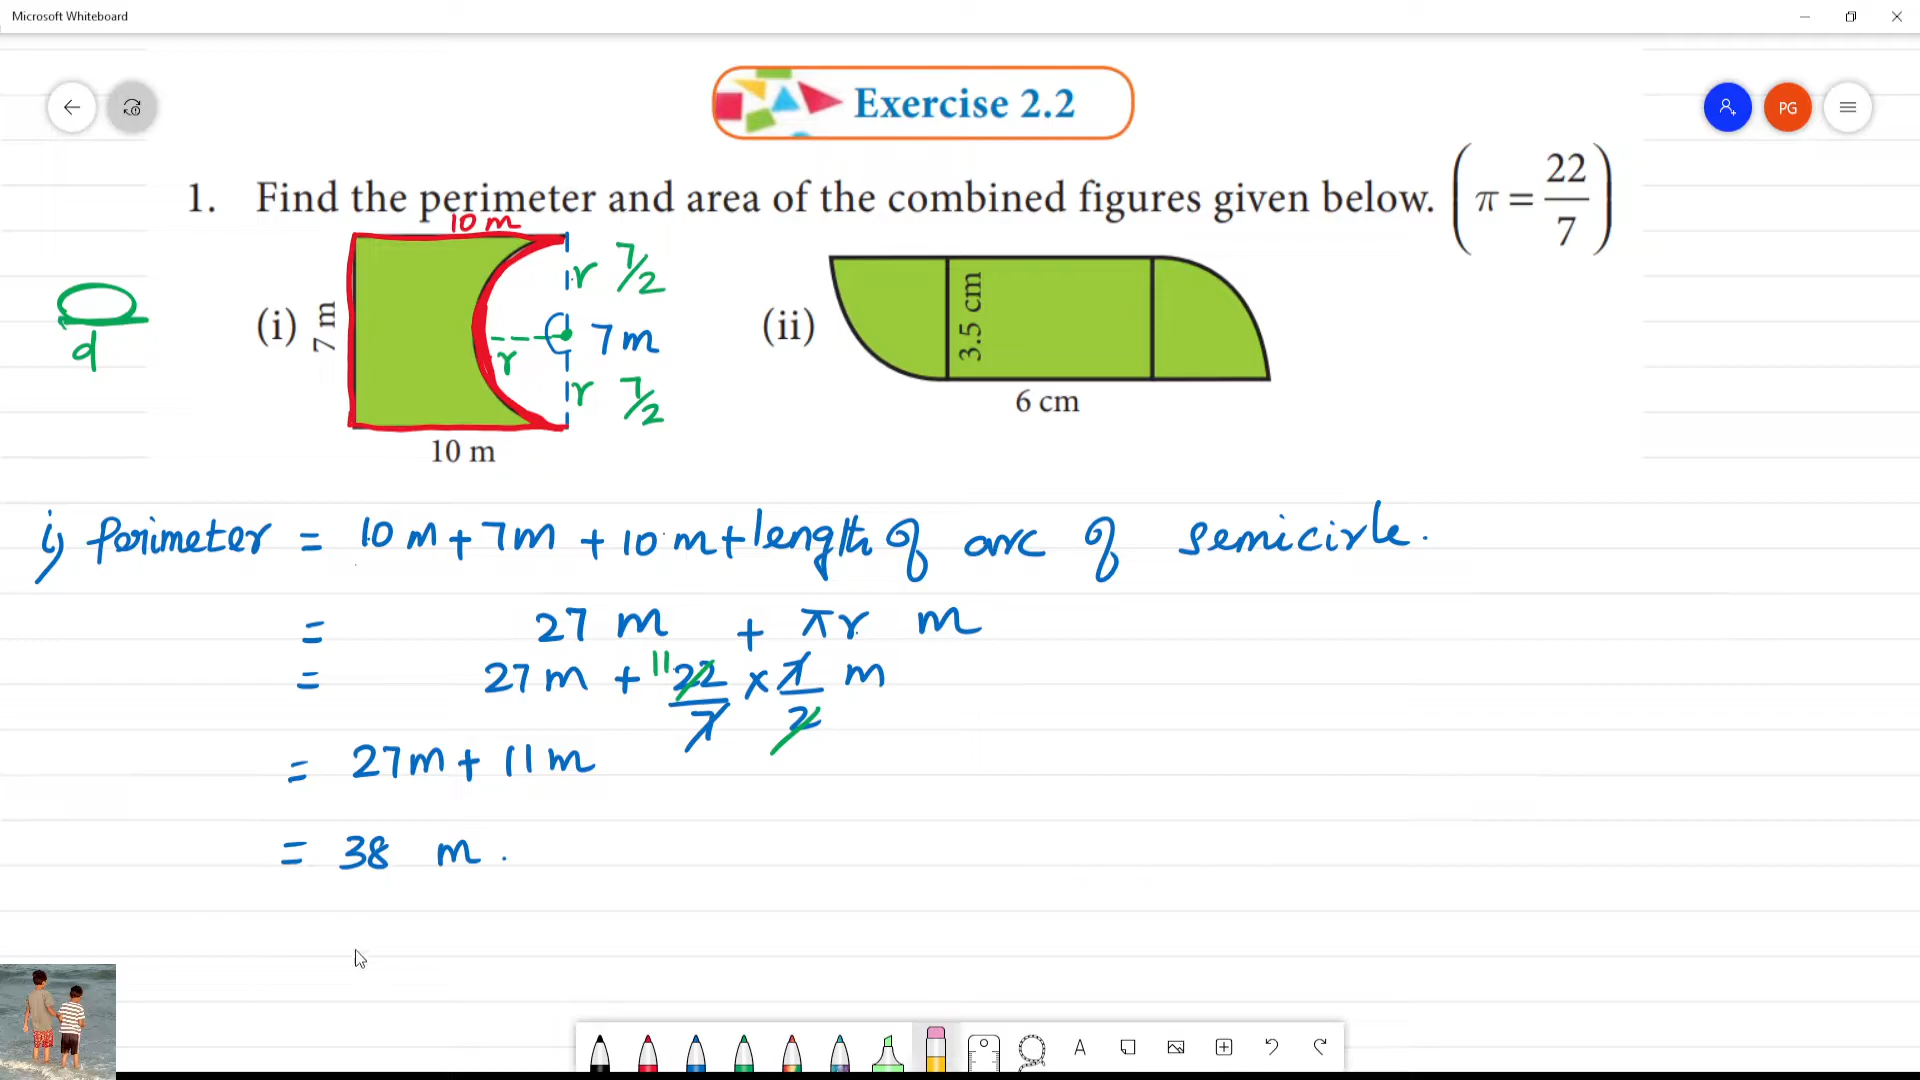 Microsoft Whiteboard
Exercise 2.2
PG
1. Find the perimeter and area of the combined figures given below. (π = 22/7)
10 m
r 7/2
(i) 7 m
r
7 m
r 7/2
10 m
d
(ii) 3.5 cm
6 cm
i) Perimeter = 10 m + 7m + 10 m + length of arc of semicirle.
= 27 m + πr m
= 27 m + 11 22/7 × 7/2 m
= 27m + 11m
= 38 m.
A